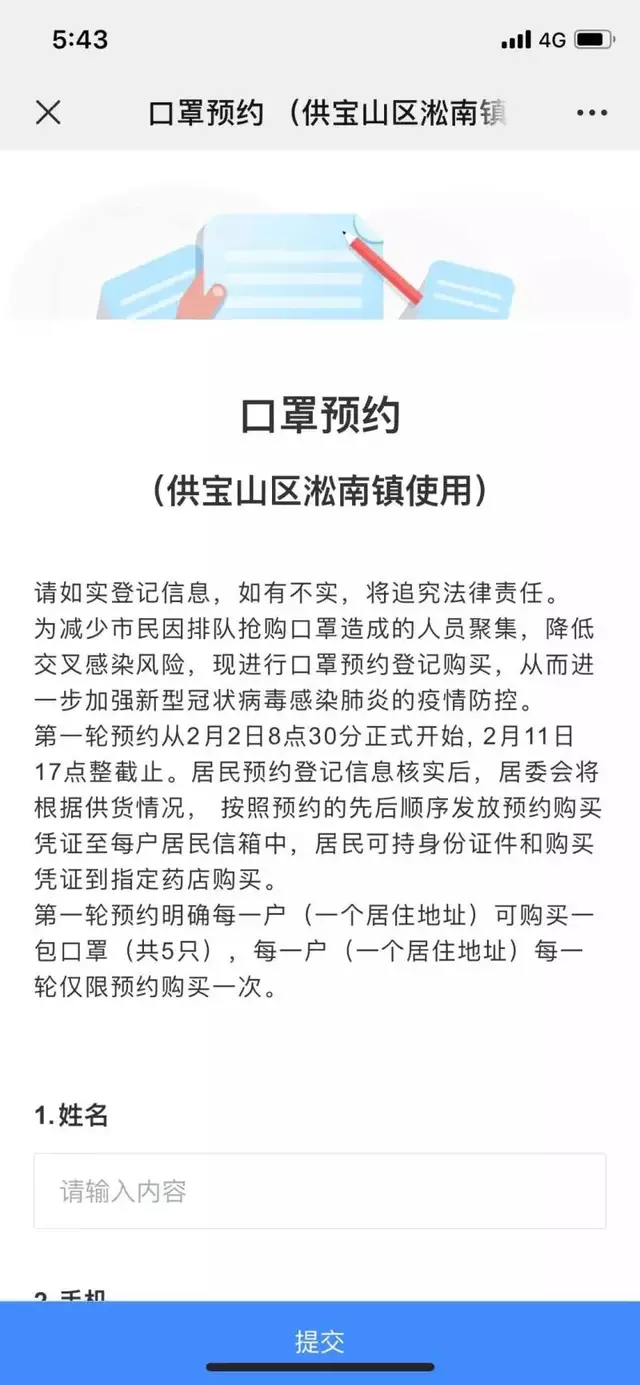 5:43
4G
口罩预约 （供宝山区淞南镇
口罩预约
（供宝山区淞南镇使用）
请如实登记信息，如有不实，将追究法律责任。
为减少市民因排队抢购口罩造成的人员聚集，降低
交叉感染风险，现进行口罩预约登记购买，从而进
一步加强新型冠状病毒感染肺炎的疫情防控。
第一轮预约从2月2日8点30分正式开始, 2月11日
17点整截止。居民预约登记信息核实后，居委会将
根据供货情况， 按照预约的先后顺序发放预约购买
凭证至每户居民信箱中，居民可持身份证件和购买
凭证到指定药店购买。
第一轮预约明确每一户（一个居住地址）可购买一
包口罩（共5只），每一户（一个居住地址）每一
轮仅限预约购买一次。
1.姓名
请输入内容
2.手机
提交